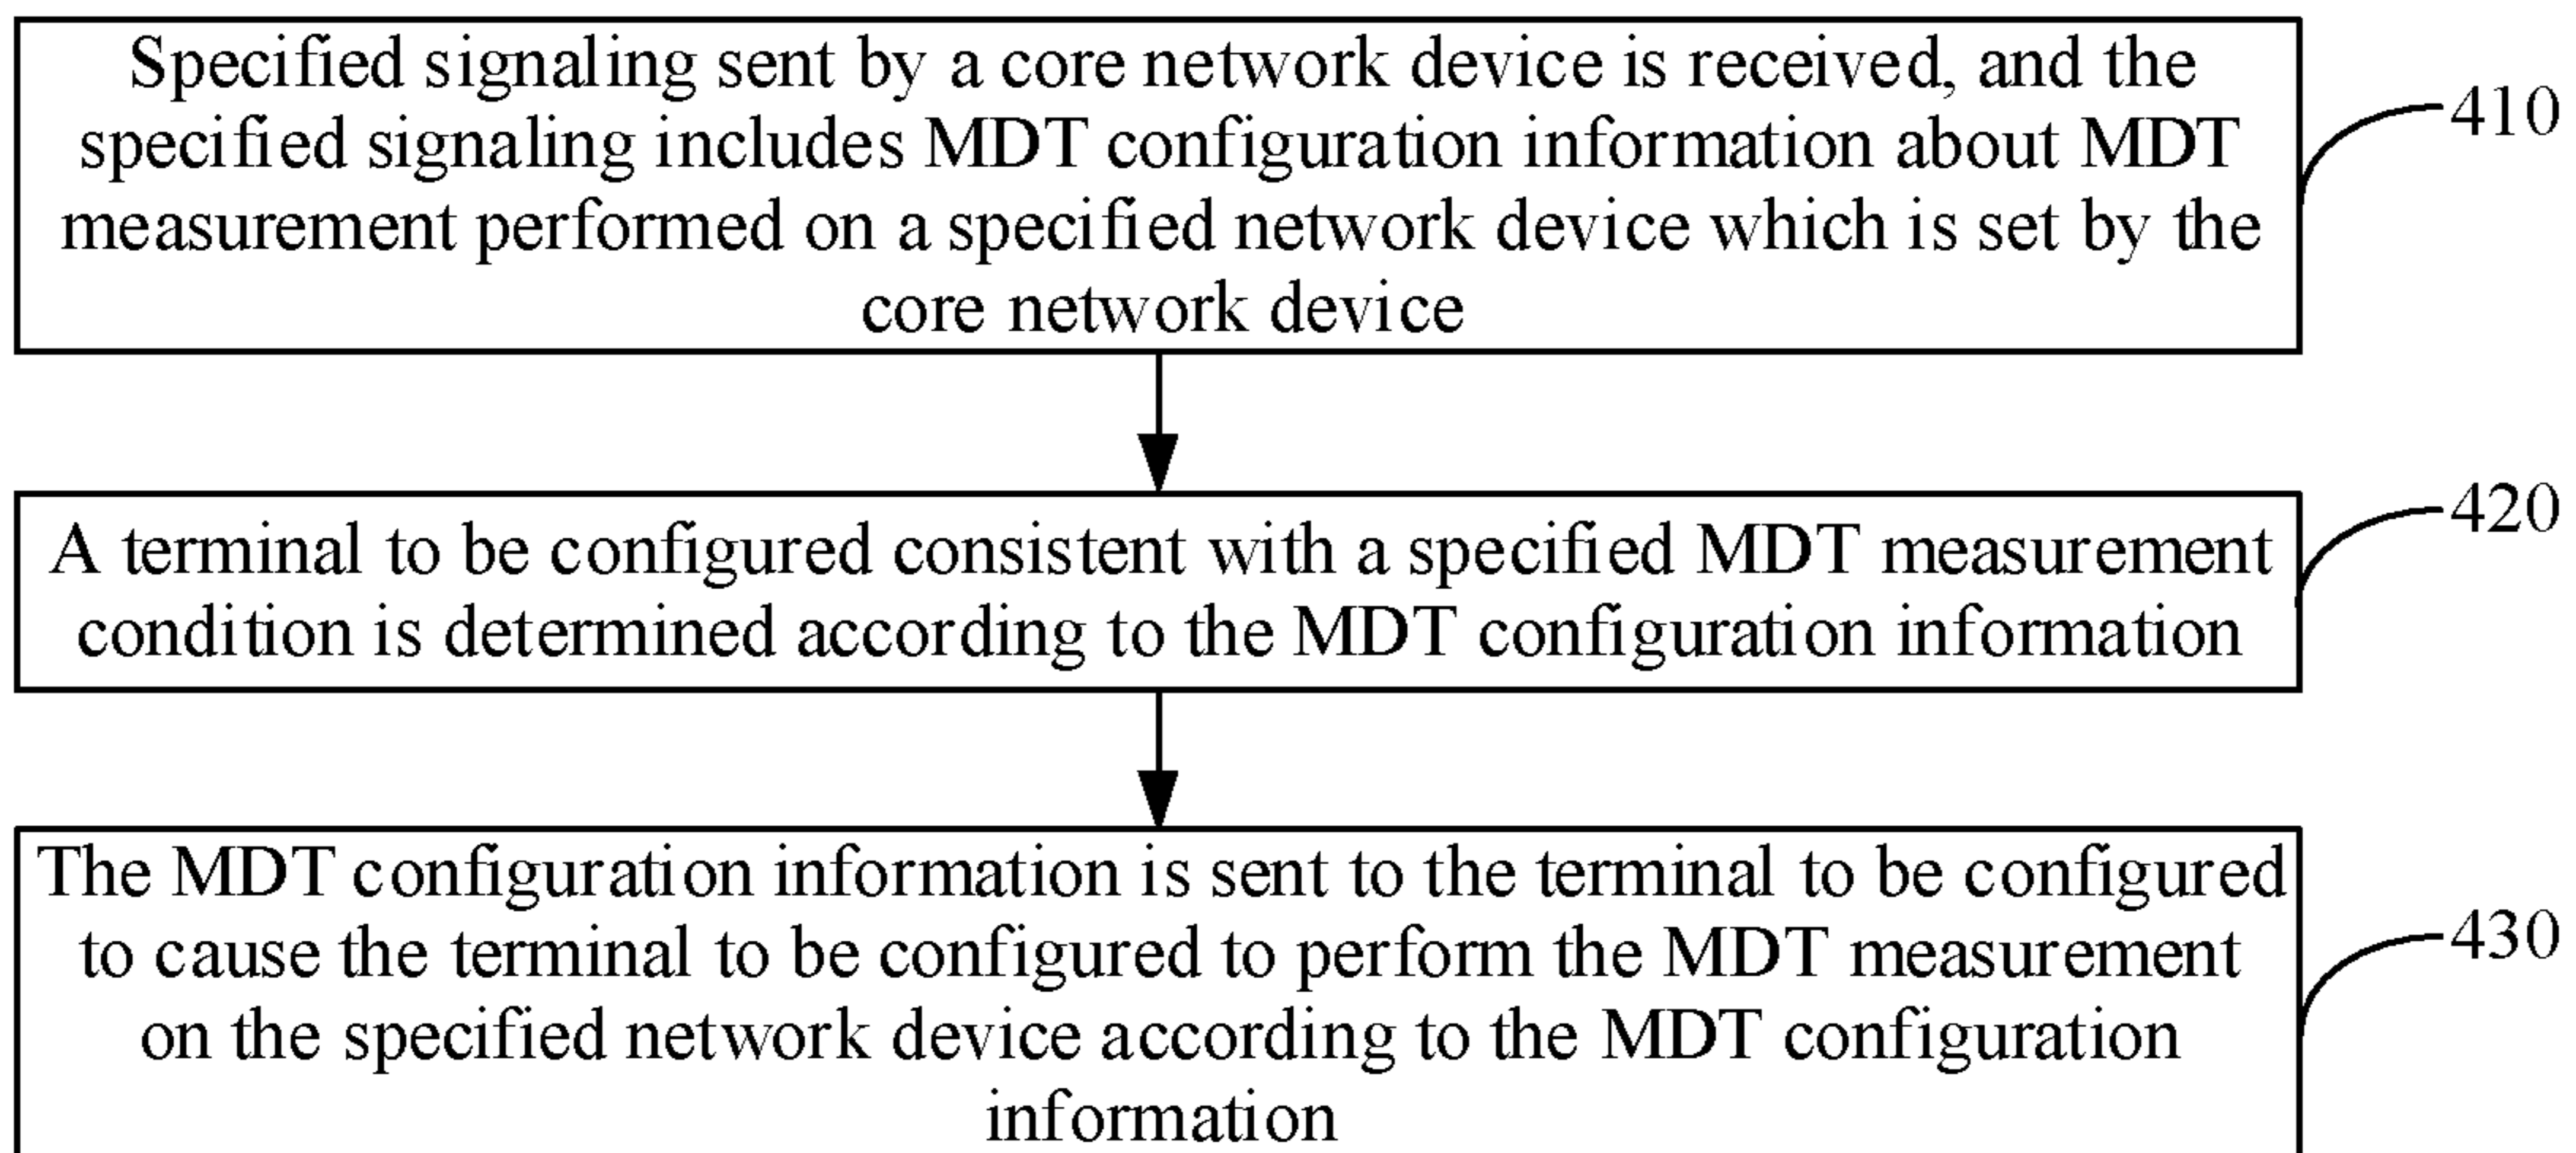 Specified signaling sent by a core network device is received, and the
specified signaling includes MDT configuration information about MDT
measurement performed on a specified network device which is set by the
core network device
410
A terminal to be configured consistent with a specified MDT measurement
condition is determined according to the MDT configuration information
420
The MDT configuration information is sent to the terminal to be configured
to cause the terminal to be configured to perform the MDT measurement
on the specified network device according to the MDT configuration
information
430